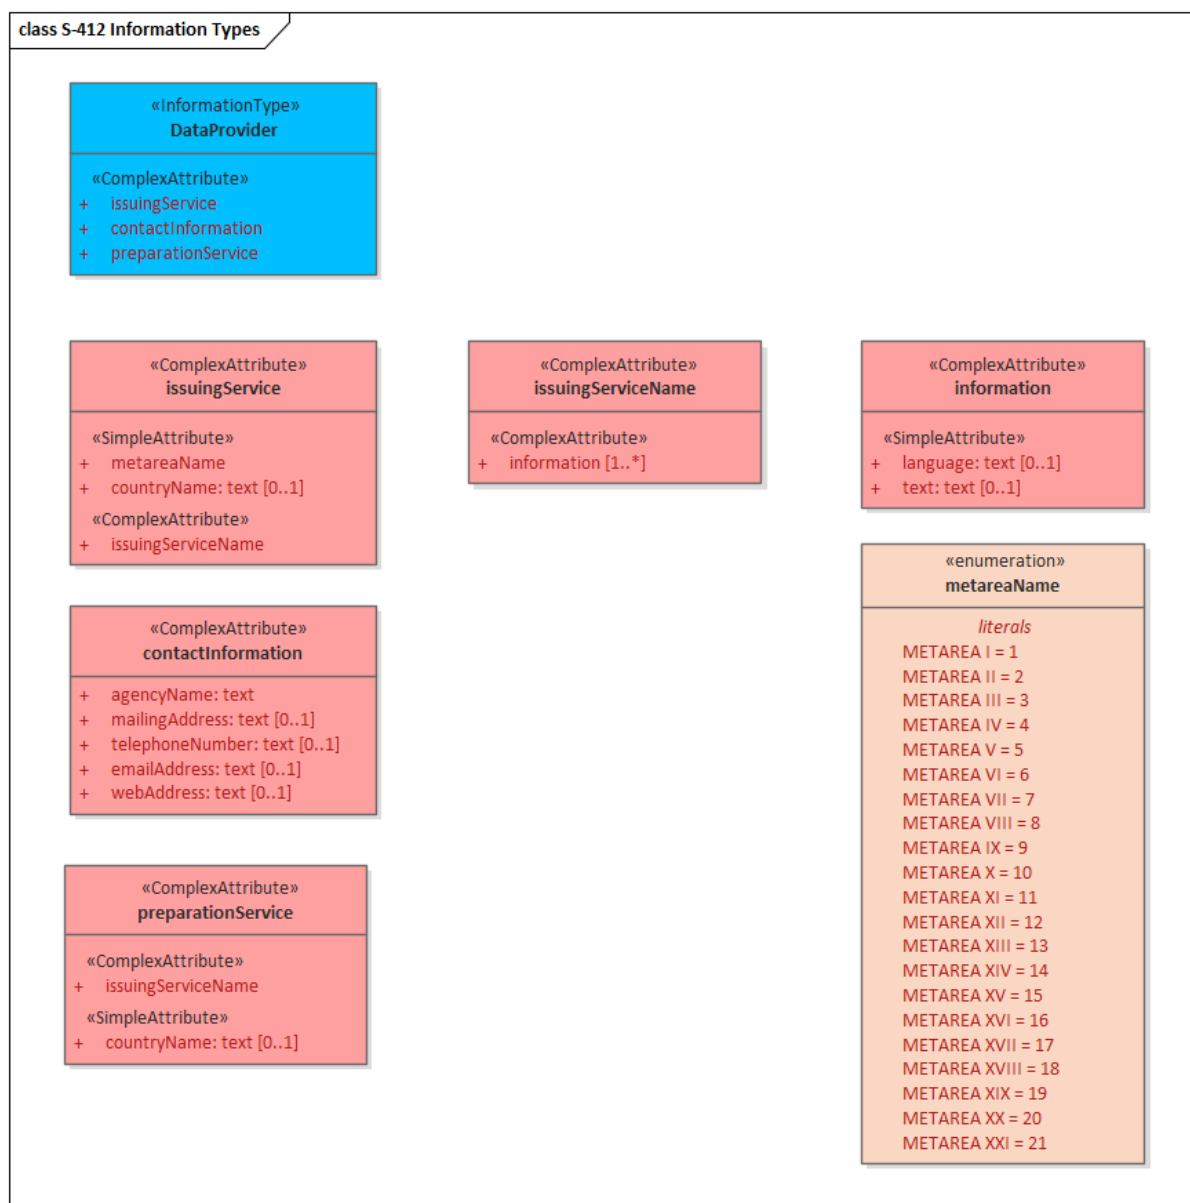 class S-412 Information Types
«InformationType»
DataProvider
«ComplexAttribute»
+ issuingService
+ contactInformation
+ preparationService
«ComplexAttribute»
issuingService
«SimpleAttribute»
+ metareaName
+ countryName: text [0..1]
«ComplexAttribute»
+ issuingServiceName
«ComplexAttribute»
issuingServiceName
«ComplexAttribute»
+ information [1..*]
«ComplexAttribute»
information
«SimpleAttribute»
+ language: text [0..1]
+ text: text [0..1]
«ComplexAttribute»
contactInformation
+ agencyName: text
+ mailingAddress: text [0..1]
+ telephoneNumber: text [0..1]
+ emailAddress: text [0..1]
+ webAddress: text [0..1]
«enumeration»
metareaName
literals
METAREA I = 1
METAREA II = 2
METAREA III = 3
METAREA IV = 4
METAREA V = 5
METAREA VI = 6
METAREA VII = 7
METAREA VIII = 8
METAREA IX = 9
METAREA X = 10
METAREA XI = 11
METAREA XII = 12
METAREA XIII = 13
METAREA XIV = 14
METAREA XV = 15
METAREA XVI = 16
METAREA XVII = 17
METAREA XVIII = 18
METAREA XIX = 19
METAREA XX = 20
METAREA XXI = 21
«ComplexAttribute»
preparationService
«ComplexAttribute»
+ issuingServiceName
«SimpleAttribute»
+ countryName: text [0..1]